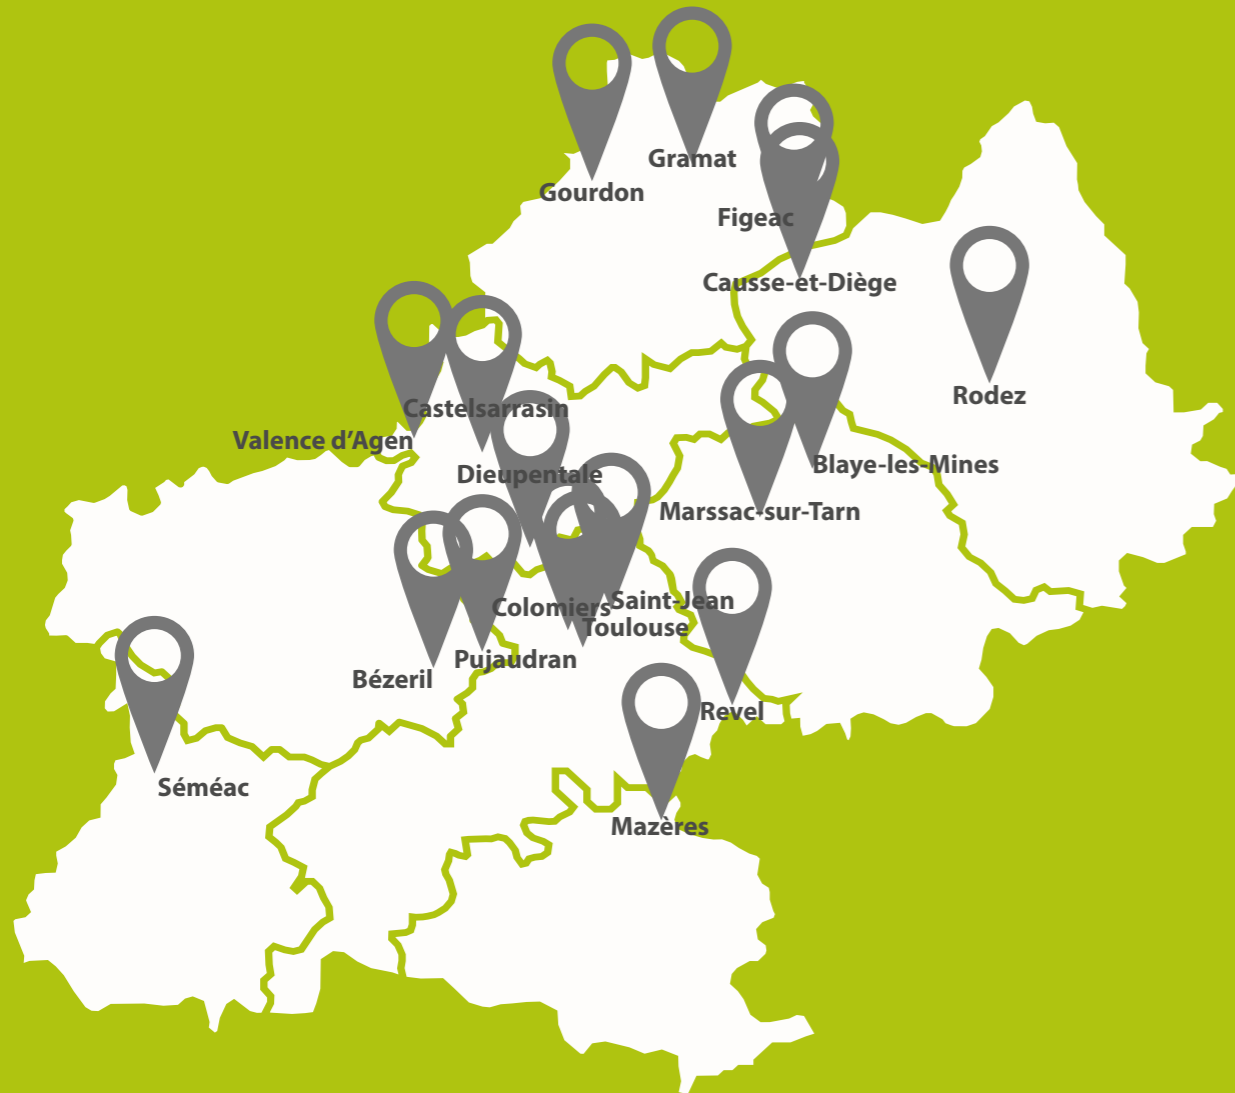 Gramat
Gourdon
Figeac
Causse-et-Diège
Rodez
Castelsarrasin
Valence d’Agen
Blaye-les-Mines
Dieupentale
Marssac-sur-Tarn
Saint-Jean
Colomiers
Toulouse
Pujaudran
Bézeril
Revel
Séméac
Mazères